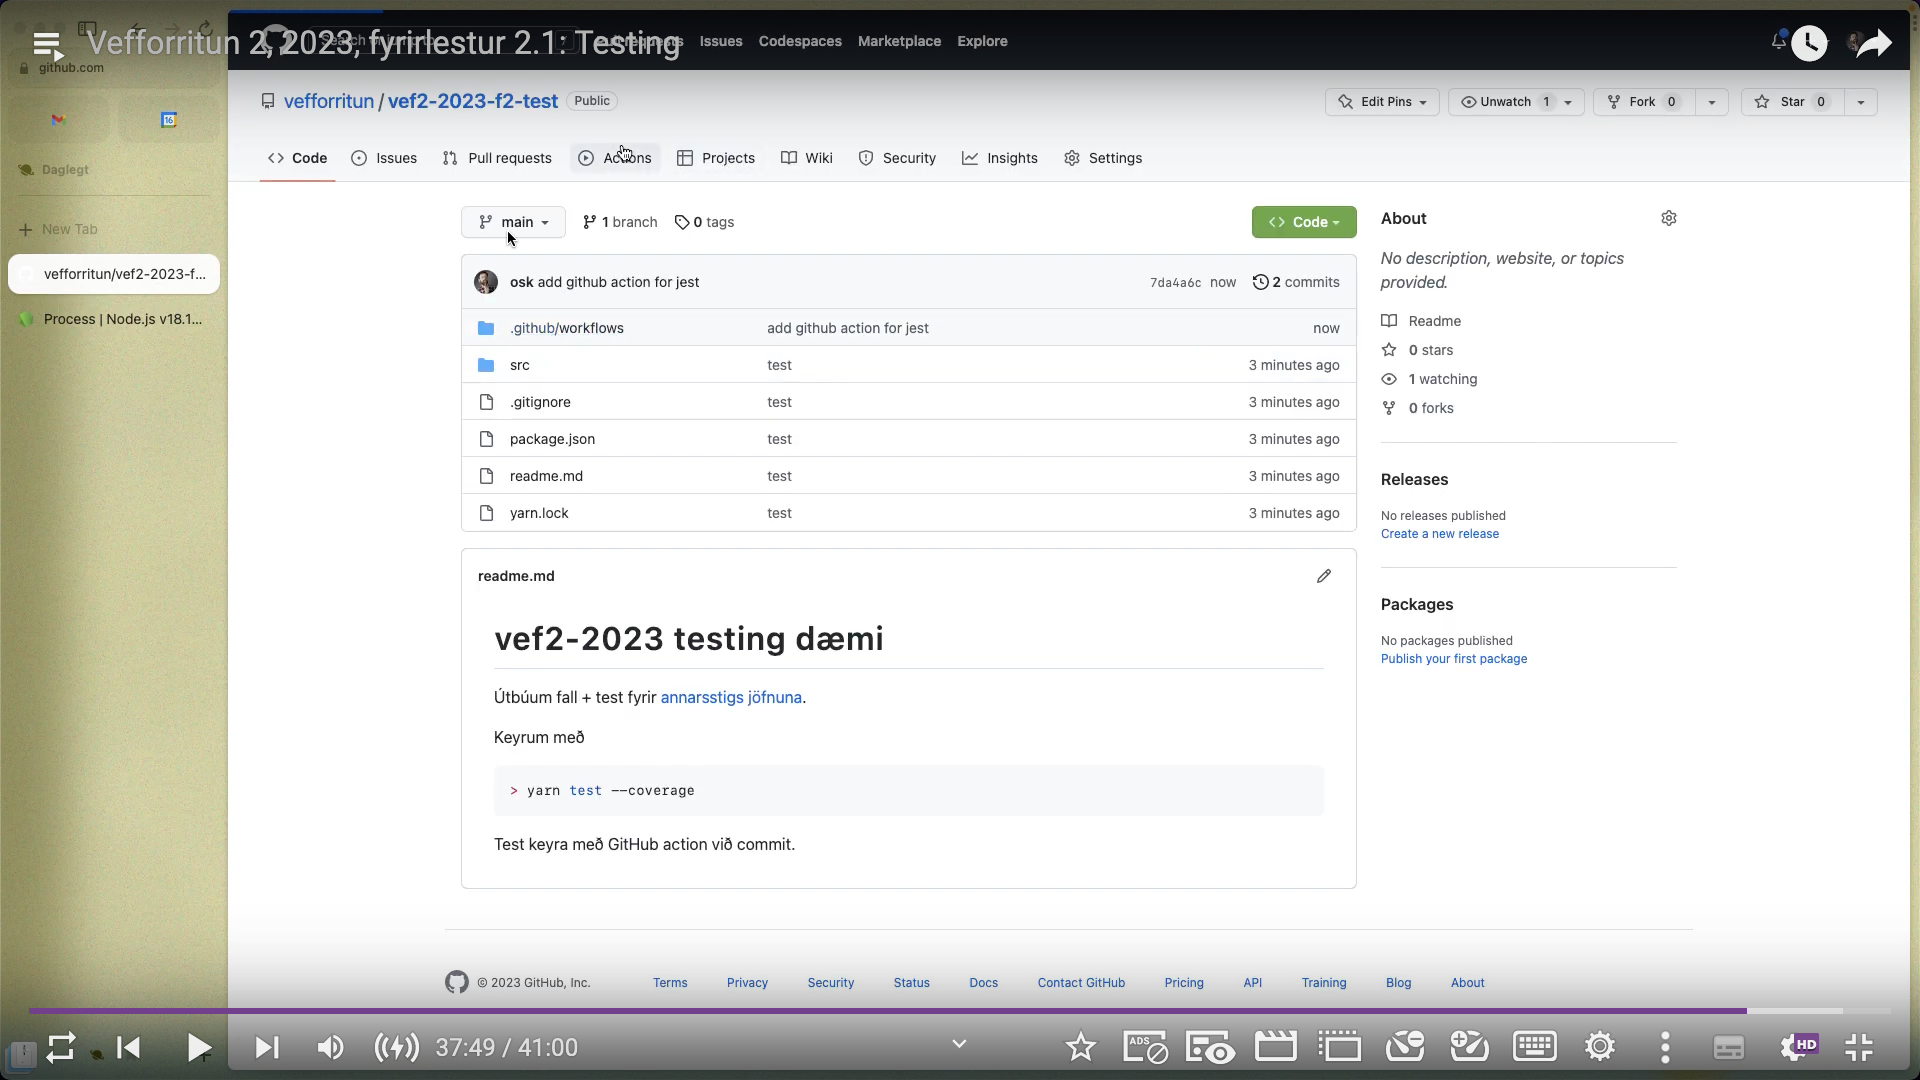 Vefforritun 2, 2023, fyrirlestur 2.1: Testing
Issues Codespaces Marketplace Explore
github.com
vefforritun / vef2-2023-f2-test Public
Edit Pins Unwatch 1 Fork 0 Star 0
16
Code Issues Pull requests Actions Projects Wiki Security Insights Settings
Daglegt
New Tab
vefforritun/vef2-2023-f...
Process | Node.js v18.1...
main 1 branch 0 tags Code
osk add github action for jest 7da4a6c now 2 commits
.github/workflows add github action for jest now
src test 3 minutes ago
.gitignore test 3 minutes ago
package.json test 3 minutes ago
readme.md test 3 minutes ago
yarn.lock test 3 minutes ago
About
No description, website, or topics
provided.
Readme
0 stars
1 watching
0 forks
Releases
No releases published
Create a new release
Packages
No packages published
Publish your first package
readme.md
vef2-2023 testing dæmi
Útbúum fall + test fyrir annarsstigs jöfnuna.
Keyrum með
> yarn test --coverage
Test keyra með GitHub action við commit.
© 2023 GitHub, Inc. Terms Privacy Security Status Docs Contact GitHub Pricing API Training Blog About
37:49 / 41:00
ADS
HD